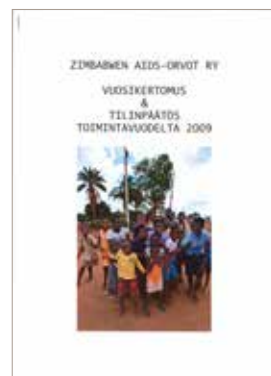 ZIMBABWEN AIDS-ORVOT RY
VUOSIKERTOMUS
&
TILINPÄÄTÖS
TOIMINTAVUODELTA 2009